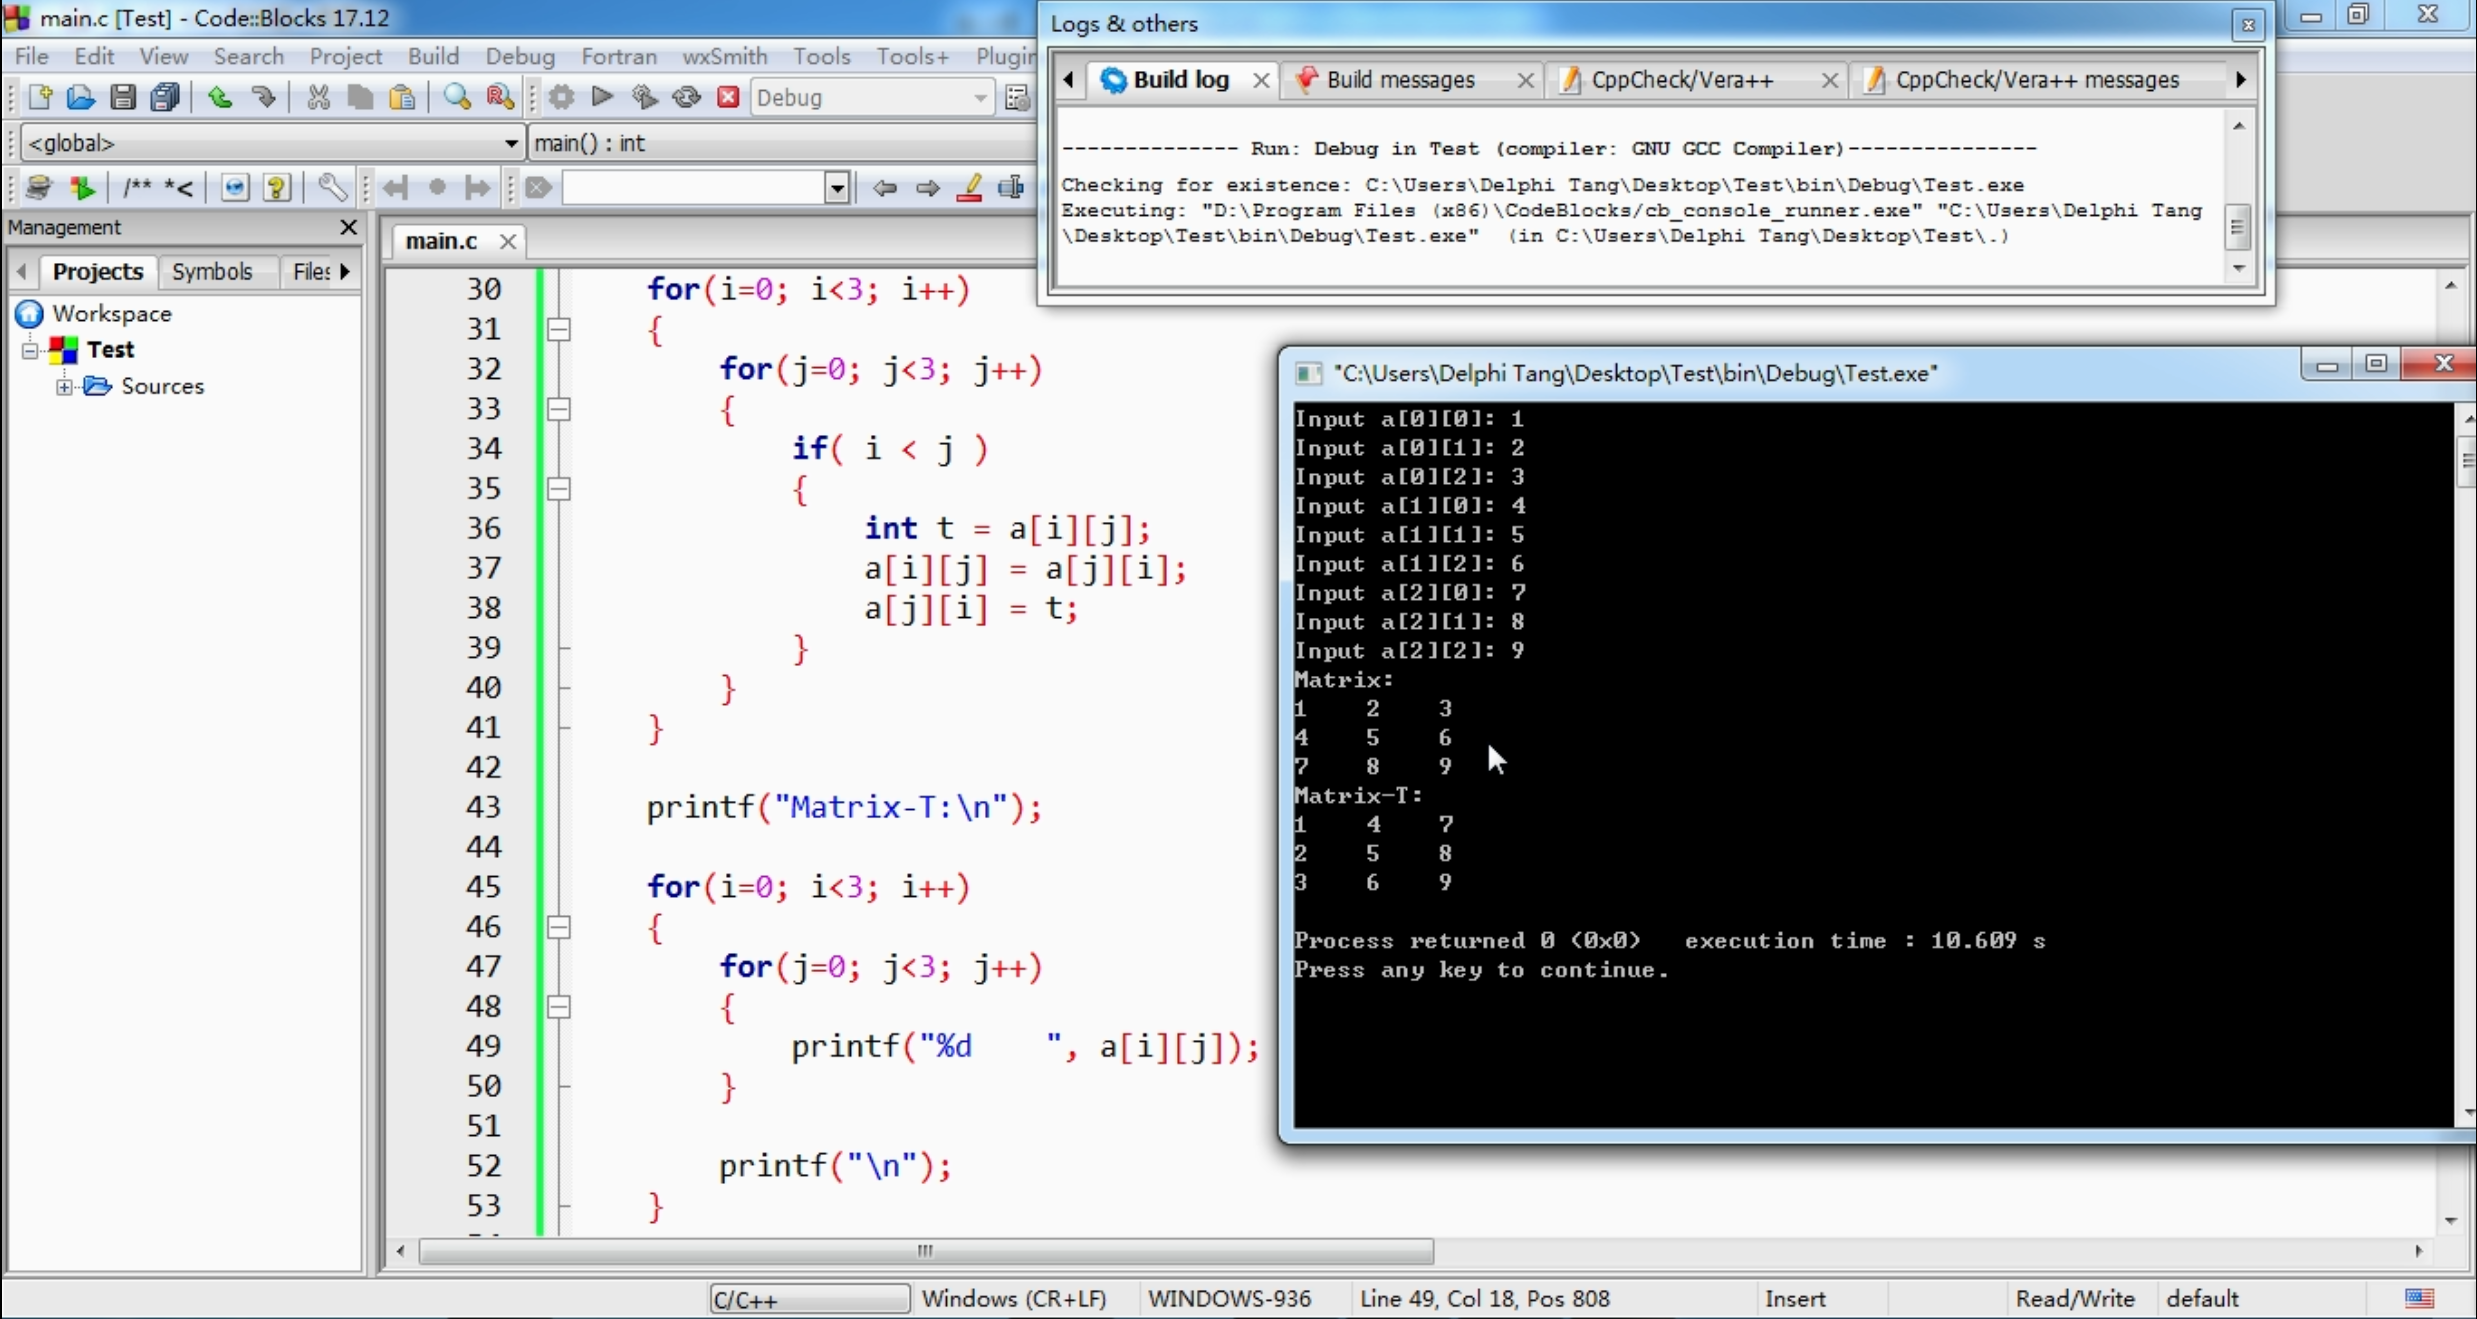 main.c [Test] - Code::Blocks 17.12
File Edit View Search Project Build Debug Fortran wxSmith Tools Tools+
Debug
<global> main() : int
/** *<
Management
Projects Symbols Files
Workspace
Test
Sources
main.c
30 for(i=0; i<3; i++)
31 {
32 for(j=0; j<3; j++)
33 {
34 if( i < j )
35 {
36 int t = a[i][j];
37 a[i][j] = a[j][i];
38 a[j][i] = t;
39 }
40 }
41 }
42
43 printf("Matrix-T:\n");
44
45 for(i=0; i<3; i++)
46 {
47 for(j=0; j<3; j++)
48 {
49 printf("%d    ", a[i][j]);
50 }
51
52 printf("\n");
53 }
Logs & others
Build log Build messages CppCheck/Vera++ CppCheck/Vera++ messages
-------------- Run: Debug in Test (compiler: GNU GCC Compiler)---------------
Checking for existence: C:\Users\Delphi Tang\Desktop\Test\bin\Debug\Test.exe
Executing: "D:\Program Files (x86)\CodeBlocks/cb_console_runner.exe" "C:\Users\Delphi Tang
\Desktop\Test\bin\Debug\Test.exe"  (in C:\Users\Delphi Tang\Desktop\Test\.)
"C:\Users\Delphi Tang\Desktop\Test\bin\Debug\Test.exe"
Input a[0][0]: 1
Input a[0][1]: 2
Input a[0][2]: 3
Input a[1][0]: 4
Input a[1][1]: 5
Input a[1][2]: 6
Input a[2][0]: 7
Input a[2][1]: 8
Input a[2][2]: 9
Matrix:
1 2 3
4 5 6
7 8 9
Matrix-T:
1 4 7
2 5 8
3 6 9
Process returned 0 (0x0)   execution time : 10.609 s
Press any key to continue.
C/C++ Windows (CR+LF) WINDOWS-936 Line 49, Col 18, Pos 808 Insert Read/Write default